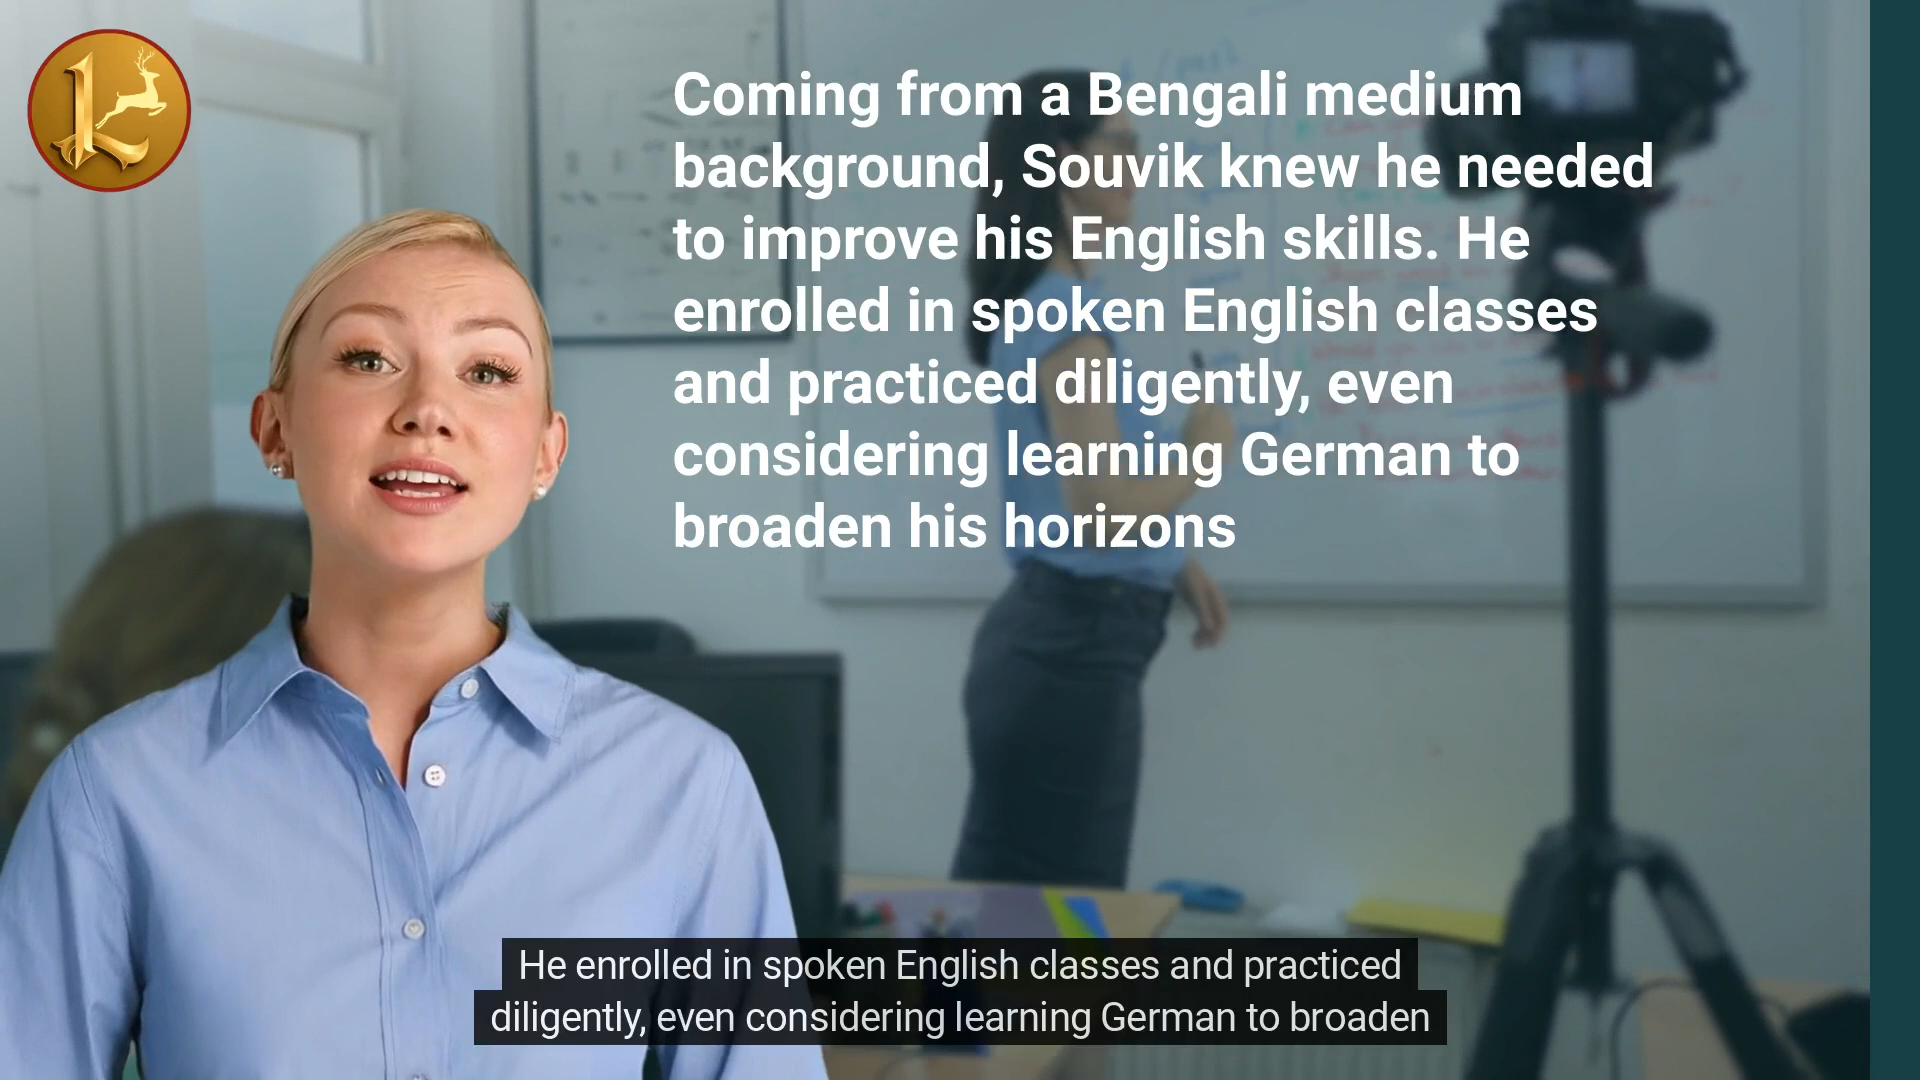 L
Coming from a Bengali medium
background, Souvik knew he needed
to improve his English skills. He
enrolled in spoken English classes
and practiced diligently, even
considering learning German to
broaden his horizons
He enrolled in spoken English classes and practiced
diligently, even considering learning German to broaden